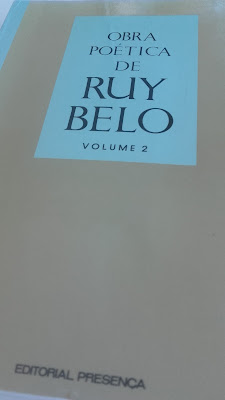 OBRA
POÉTICA
DE
RUY
BELO
VOLUME 2
EDITORIAL PRESENÇA